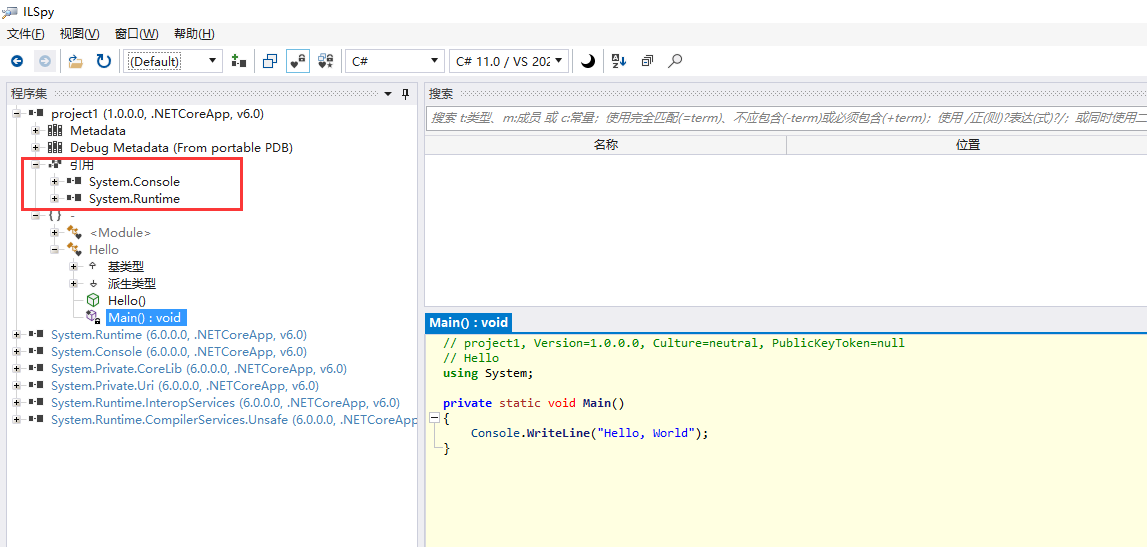 ILSpy
文件(F) 视图(V) 窗口(W) 帮助(H)
(Default) C# C# 11.0 / VS 202
程序集
project1 (1.0.0.0, .NETCoreApp, v6.0)
Metadata
Debug Metadata (From portable PDB)
引用
System.Console
System.Runtime
{ } -
<Module>
Hello
基类型
派生类型
Hello()
Main() : void
System.Runtime (6.0.0.0, .NETCoreApp, v6.0)
System.Console (6.0.0.0, .NETCoreApp, v6.0)
System.Private.CoreLib (6.0.0.0, .NETCoreApp, v6.0)
System.Private.Uri (6.0.0.0, .NETCoreApp, v6.0)
System.Runtime.InteropServices (6.0.0.0, .NETCoreApp, v6.0)
System.Runtime.CompilerServices.Unsafe (6.0.0.0, .NETCoreApp
搜索
搜索 t:类型、m:成员 或 c:常量；使用完全匹配(=term)、不应包含(-term)或必须包含(+term)；使用 /正(则)?表达(式)?/；或同时使用二
名称 位置
Main() : void
// project1, Version=1.0.0.0, Culture=neutral, PublicKeyToken=null
// Hello
using System;
private static void Main()
{
Console.WriteLine("Hello, World");
}